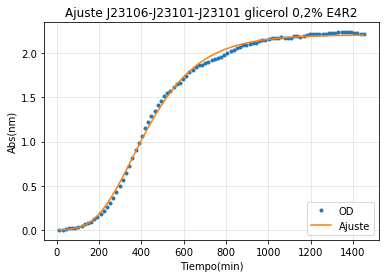 Ajuste J23106-J23101-J23101 glicerol 0,2% E4R2
Abs(nm)
2.0
1.5
1.0
0.5
0.0
OD
Ajuste
0 200 400 600 800 1000 1200 1400
Tiempo(min)